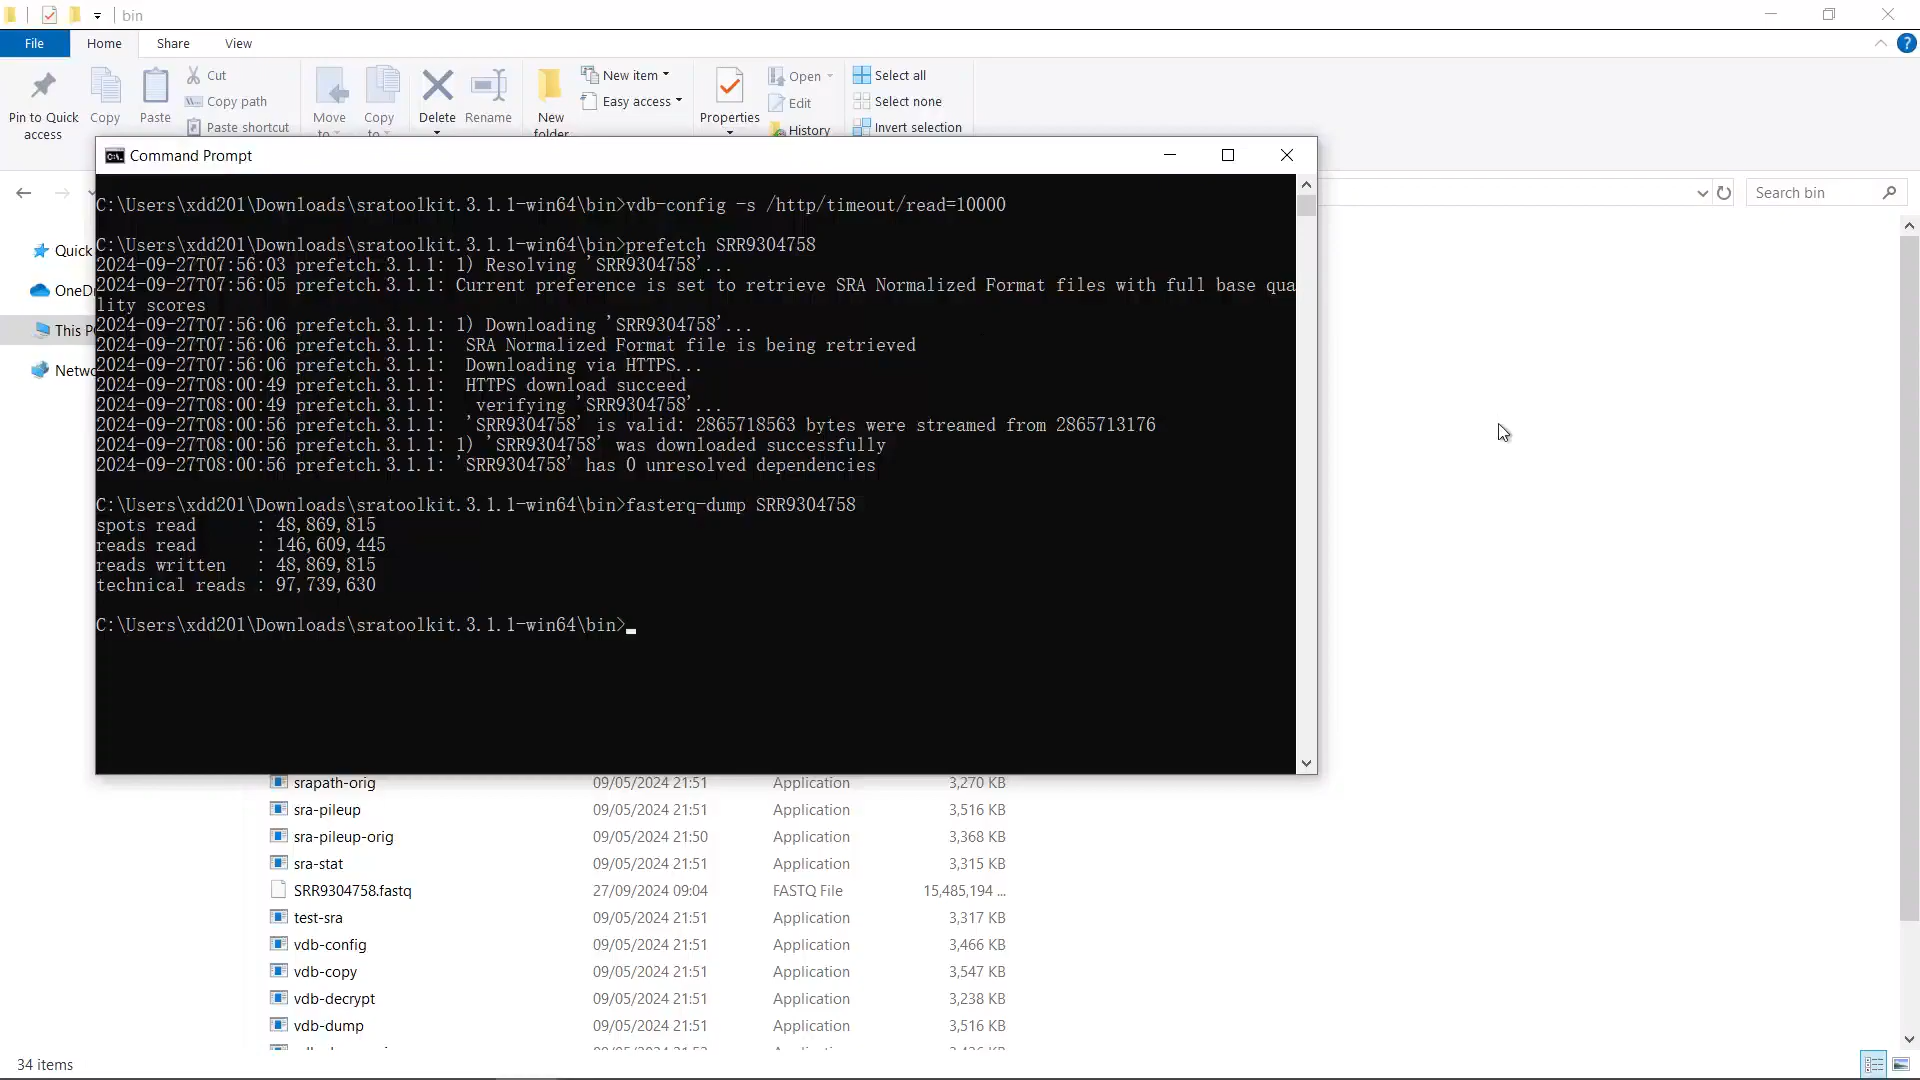 bin
File Home Share View
Cut
Copy path
Paste shortcut
Pin to Quick access
Copy
Paste
Move to
Copy to
Delete
Rename
New folder
New item
Easy access
Properties
Open
Edit
History
Select all
Select none
Invert selection
Command Prompt
Search bin
Quick
OneD
This P
Netwo
C:\Users\xdd201\Downloads\sratoolkit.3.1.1-win64\bin>vdb-config -s /http/timeout/read=10000
C:\Users\xdd201\Downloads\sratoolkit.3.1.1-win64\bin>prefetch SRR9304758
2024-09-27T07:56:03 prefetch.3.1.1: 1) Resolving 'SRR9304758'...
2024-09-27T07:56:05 prefetch.3.1.1: Current preference is set to retrieve SRA Normalized Format files with full base qua
lity scores
2024-09-27T07:56:06 prefetch.3.1.1: 1) Downloading 'SRR9304758'...
2024-09-27T07:56:06 prefetch.3.1.1:  SRA Normalized Format file is being retrieved
2024-09-27T07:56:06 prefetch.3.1.1:  Downloading via HTTPS...
2024-09-27T08:00:49 prefetch.3.1.1:  HTTPS download succeed
2024-09-27T08:00:49 prefetch.3.1.1:   verifying 'SRR9304758'...
2024-09-27T08:00:56 prefetch.3.1.1:  'SRR9304758' is valid: 2865718563 bytes were streamed from 2865713176
2024-09-27T08:00:56 prefetch.3.1.1: 1) 'SRR9304758' was downloaded successfully
2024-09-27T08:00:56 prefetch.3.1.1: 'SRR9304758' has 0 unresolved dependencies
C:\Users\xdd201\Downloads\sratoolkit.3.1.1-win64\bin>fasterq-dump SRR9304758
spots read      : 48,869,815
reads read      : 146,609,445
reads written   : 48,869,815
technical reads : 97,739,630
C:\Users\xdd201\Downloads\sratoolkit.3.1.1-win64\bin>
srapath-orig 09/05/2024 21:51 Application 3,270 KB
sra-pileup 09/05/2024 21:51 Application 3,516 KB
sra-pileup-orig 09/05/2024 21:50 Application 3,368 KB
sra-stat 09/05/2024 21:51 Application 3,315 KB
SRR9304758.fastq 27/09/2024 09:04 FASTQ File 15,485,194 ...
test-sra 09/05/2024 21:51 Application 3,317 KB
vdb-config 09/05/2024 21:51 Application 3,466 KB
vdb-copy 09/05/2024 21:51 Application 3,547 KB
vdb-decrypt 09/05/2024 21:51 Application 3,238 KB
vdb-dump 09/05/2024 21:51 Application 3,516 KB
34 items